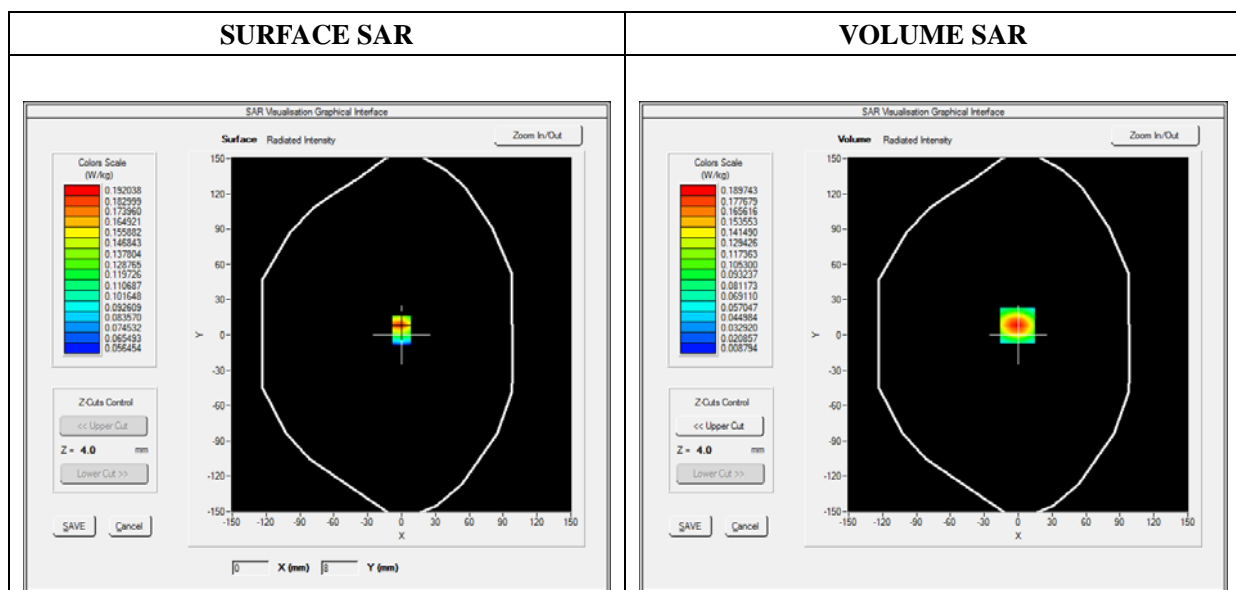 SURFACE SAR
VOLUME SAR
SAR Visualisation Graphical Interface
Surface Radiated Intensity
Zoom In/Out
Colors Scale
(W/kg)
0.192038
0.182999
0.173960
0.164921
0.155882
0.146843
0.137804
0.128765
0.119726
0.110687
0.101648
0.092609
0.083570
0.074532
0.065493
0.056454
Z-Cuts Control
<< Upper Cut
Z = 4.0 mm
Lower Cut >>
SAVE Cancel
150
120
90
60
30
0
-30
-60
-90
-120
-150
Y
-150 -120 -90 -60 -30 0 30 60 90 120 150
X
0 X (mm) 8 Y (mm)
SAR Visualisation Graphical Interface
Volume Radiated Intensity
Zoom In/Out
Colors Scale
(W/kg)
0.189743
0.177679
0.165616
0.153553
0.141490
0.129426
0.117363
0.105300
0.093237
0.081173
0.069110
0.057047
0.044984
0.032920
0.020857
0.008794
Z-Cuts Control
<< Upper Cut
Z = 4.0 mm
Lower Cut >>
SAVE Cancel
150
120
90
60
30
0
-30
-60
-90
-120
-150
Y
-150 -120 -90 -60 -30 0 30 60 90 120 150
X